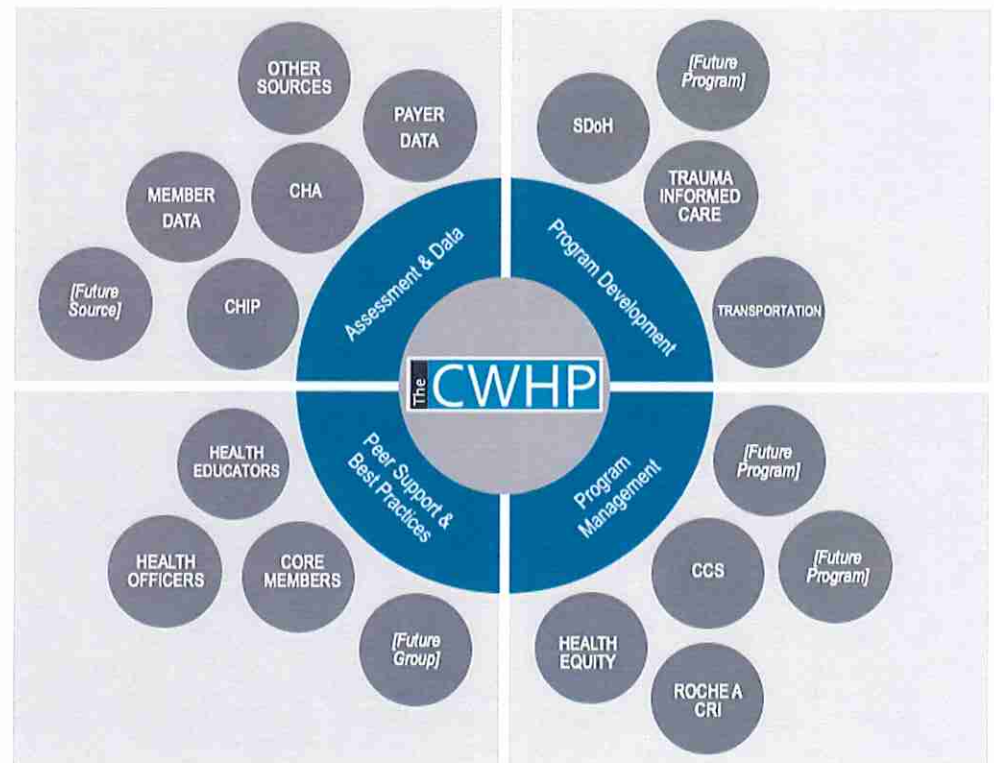 OTHER
SOURCES
PAYER
DATA
MEMBER
DATA
CHA
[Future
Source]
CHIP
Assessment & Data
SDoH
[Future
Program]
TRAUMA
INFORMED
CARE
TRANSPORTATION
Program Development
The CWHP
HEALTH
EDUCATORS
HEALTH
OFFICERS
CORE
MEMBERS
[Future
Group]
Peer Support &
Best Practices
Program
Management
[Future
Program]
CCS
[Future
Program]
HEALTH
EQUITY
ROCHE A
CRI